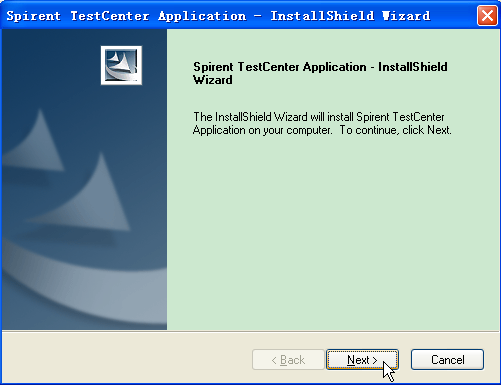 Spirent TestCenter Application - InstallShield Wizard
Spirent TestCenter Application - InstallShield
Wizard
The InstallShield Wizard will install Spirent TestCenter
Application on your computer. To continue, click Next.
< Back Next > Cancel